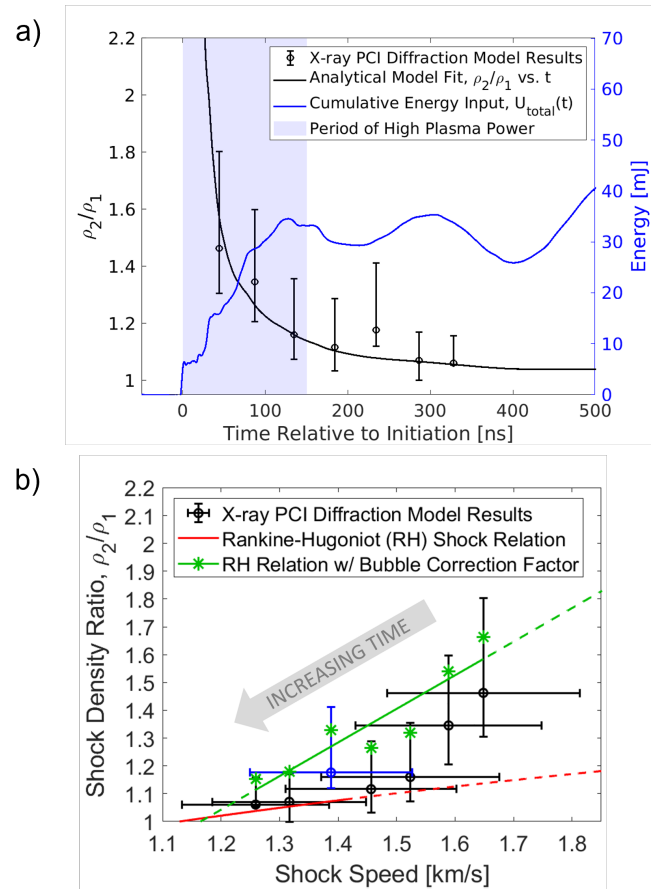 a)
2.2
2
1.8
1.6
1.4
1.2
1
ρ₂/ρ₁
X-ray PCI Diffraction Model Results
Analytical Model Fit, ρ₂/ρ₁ vs. t
Cumulative Energy Input, U_total(t)
Period of High Plasma Power
70
60
50
40
30
20
10
0
Energy [mJ]
0 100 200 300 400 500
Time Relative to Initiation [ns]
b)
2.2
2.1
2
1.9
1.8
1.7
1.6
1.5
1.4
1.3
1.2
1.1
1
Shock Density Ratio, ρ₂/ρ₁
X-ray PCI Diffraction Model Results
Rankine-Hugoniot (RH) Shock Relation
RH Relation w/ Bubble Correction Factor
INCREASING TIME
1.1 1.2 1.3 1.4 1.5 1.6 1.7 1.8
Shock Speed [km/s]